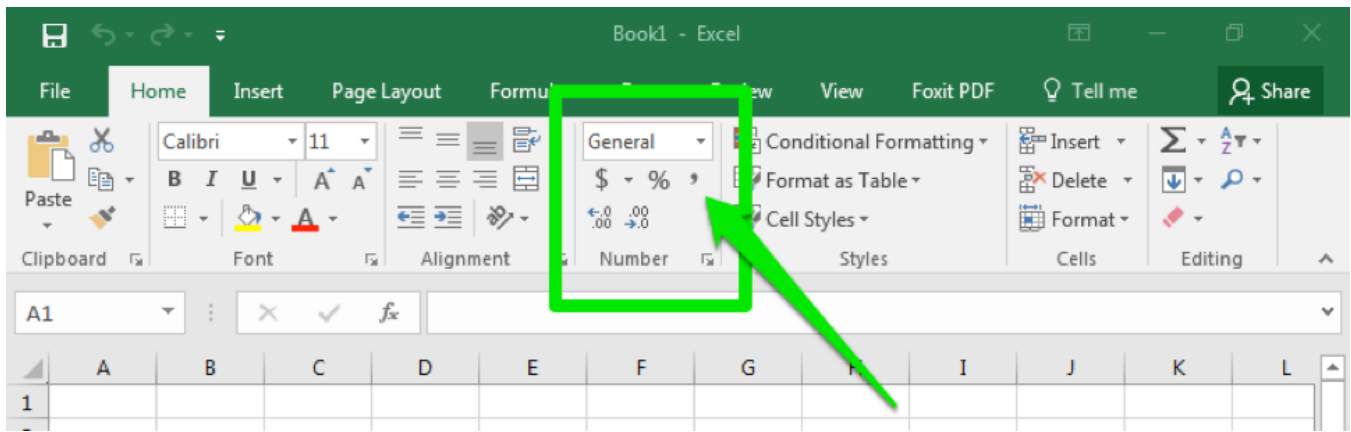 Book1 - Excel
File Home Insert Page Layout View Foxit PDF Tell me Share
Calibri 11 General Conditional Formatting Insert
Paste B I U A A $ % , Format as Table Delete
A Cell Styles Format
Clipboard Font Alignment Number Styles Cells Editing
A1 fx
A B C D E F G I J K L
1